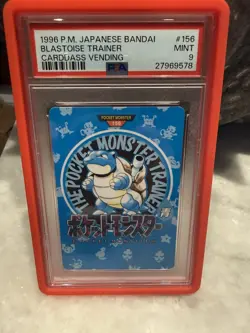 1996 P.M. JAPANESE BANDAI #156
BLASTOISE TRAINER MINT
CARDDASS VENDING 9
PSA 27969578
POCKET MONSTER
THE POCKET MONSTER TRAINER
ポケットモンスター